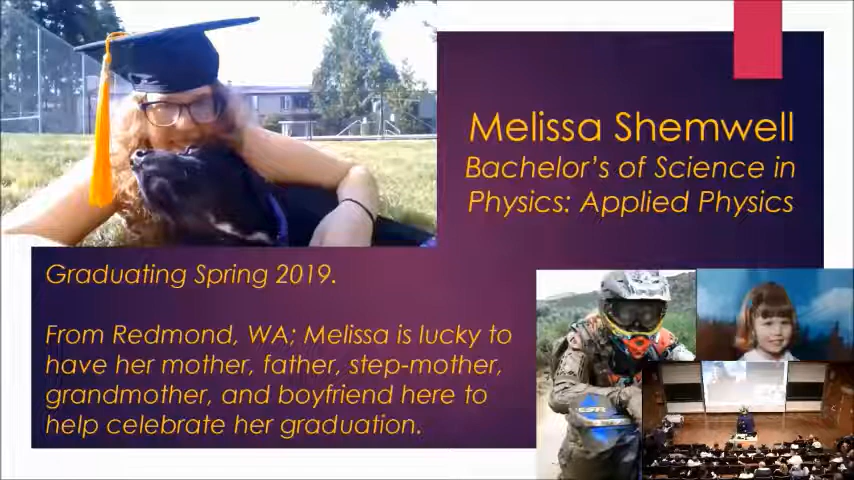 Melissa Shemwell
Bachelor's of Science in
Physics: Applied Physics
Graduating Spring 2019.
From Redmond, WA; Melissa is lucky to
have her mother, father, step-mother,
grandmother, and boyfriend here to
help celebrate her graduation.